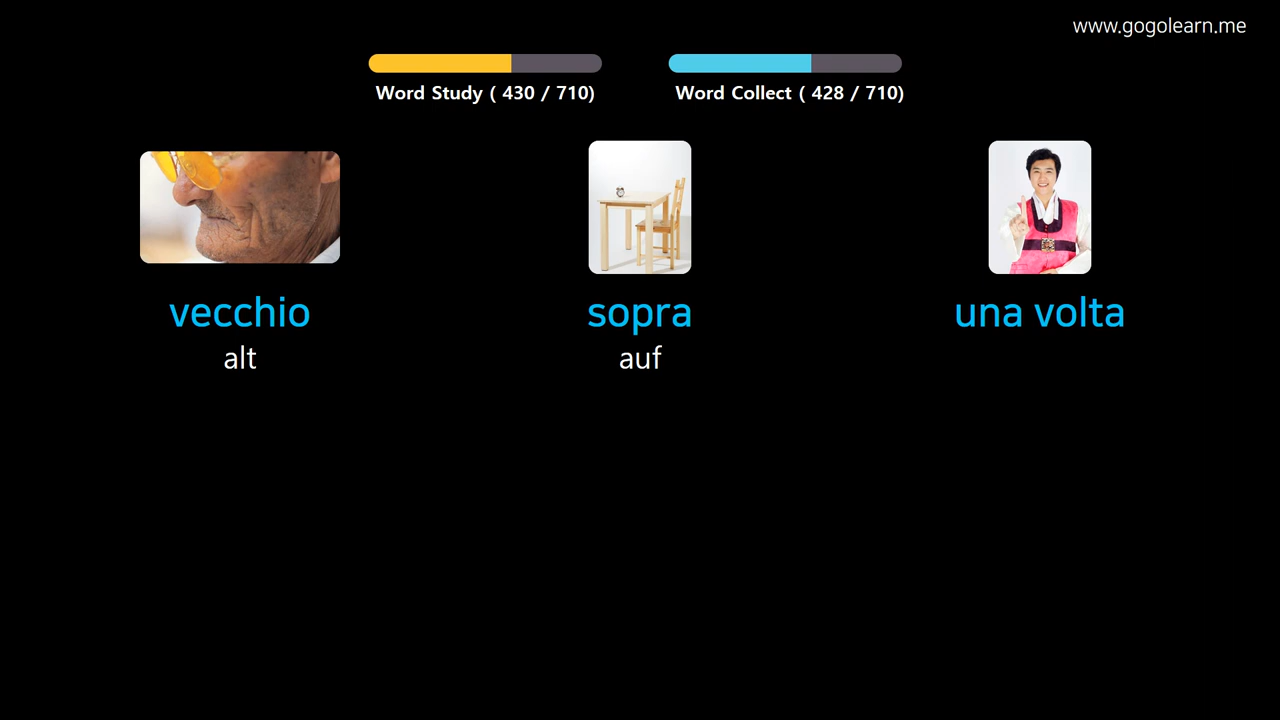 www.gogolearn.me
Word Study ( 430 / 710)
Word Collect ( 428 / 710)
vecchio
sopra
una volta
alt
auf